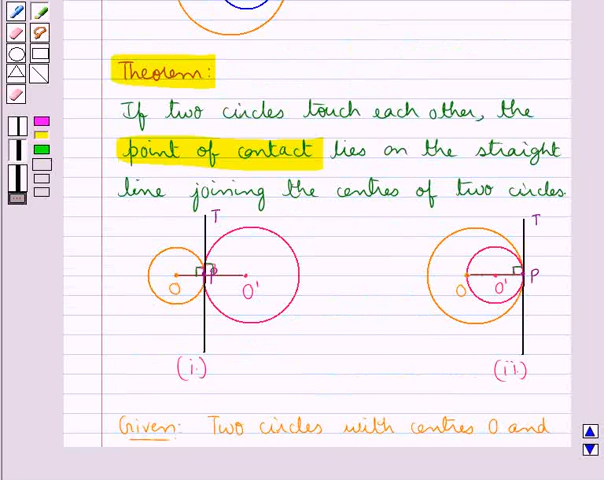 Theorem:
If two circles touch each other, the
point of contact lies on the straight
line joining the centres of two circles.
T
O P O'
(i)
T
O O' P
(ii)
Given: Two circles with centres O and